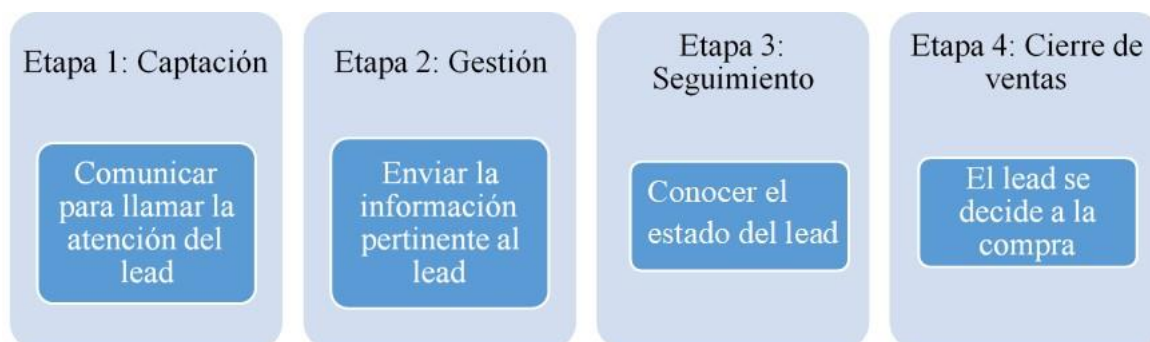 Etapa 1: Captación
Comunicar
para llamar la
atención del
lead
Etapa 2: Gestión
Enviar la
información
pertinente al
lead
Etapa 3:
Seguimiento
Conocer el
estado del lead
Etapa 4: Cierre de
ventas
El lead se
decide a la
compra